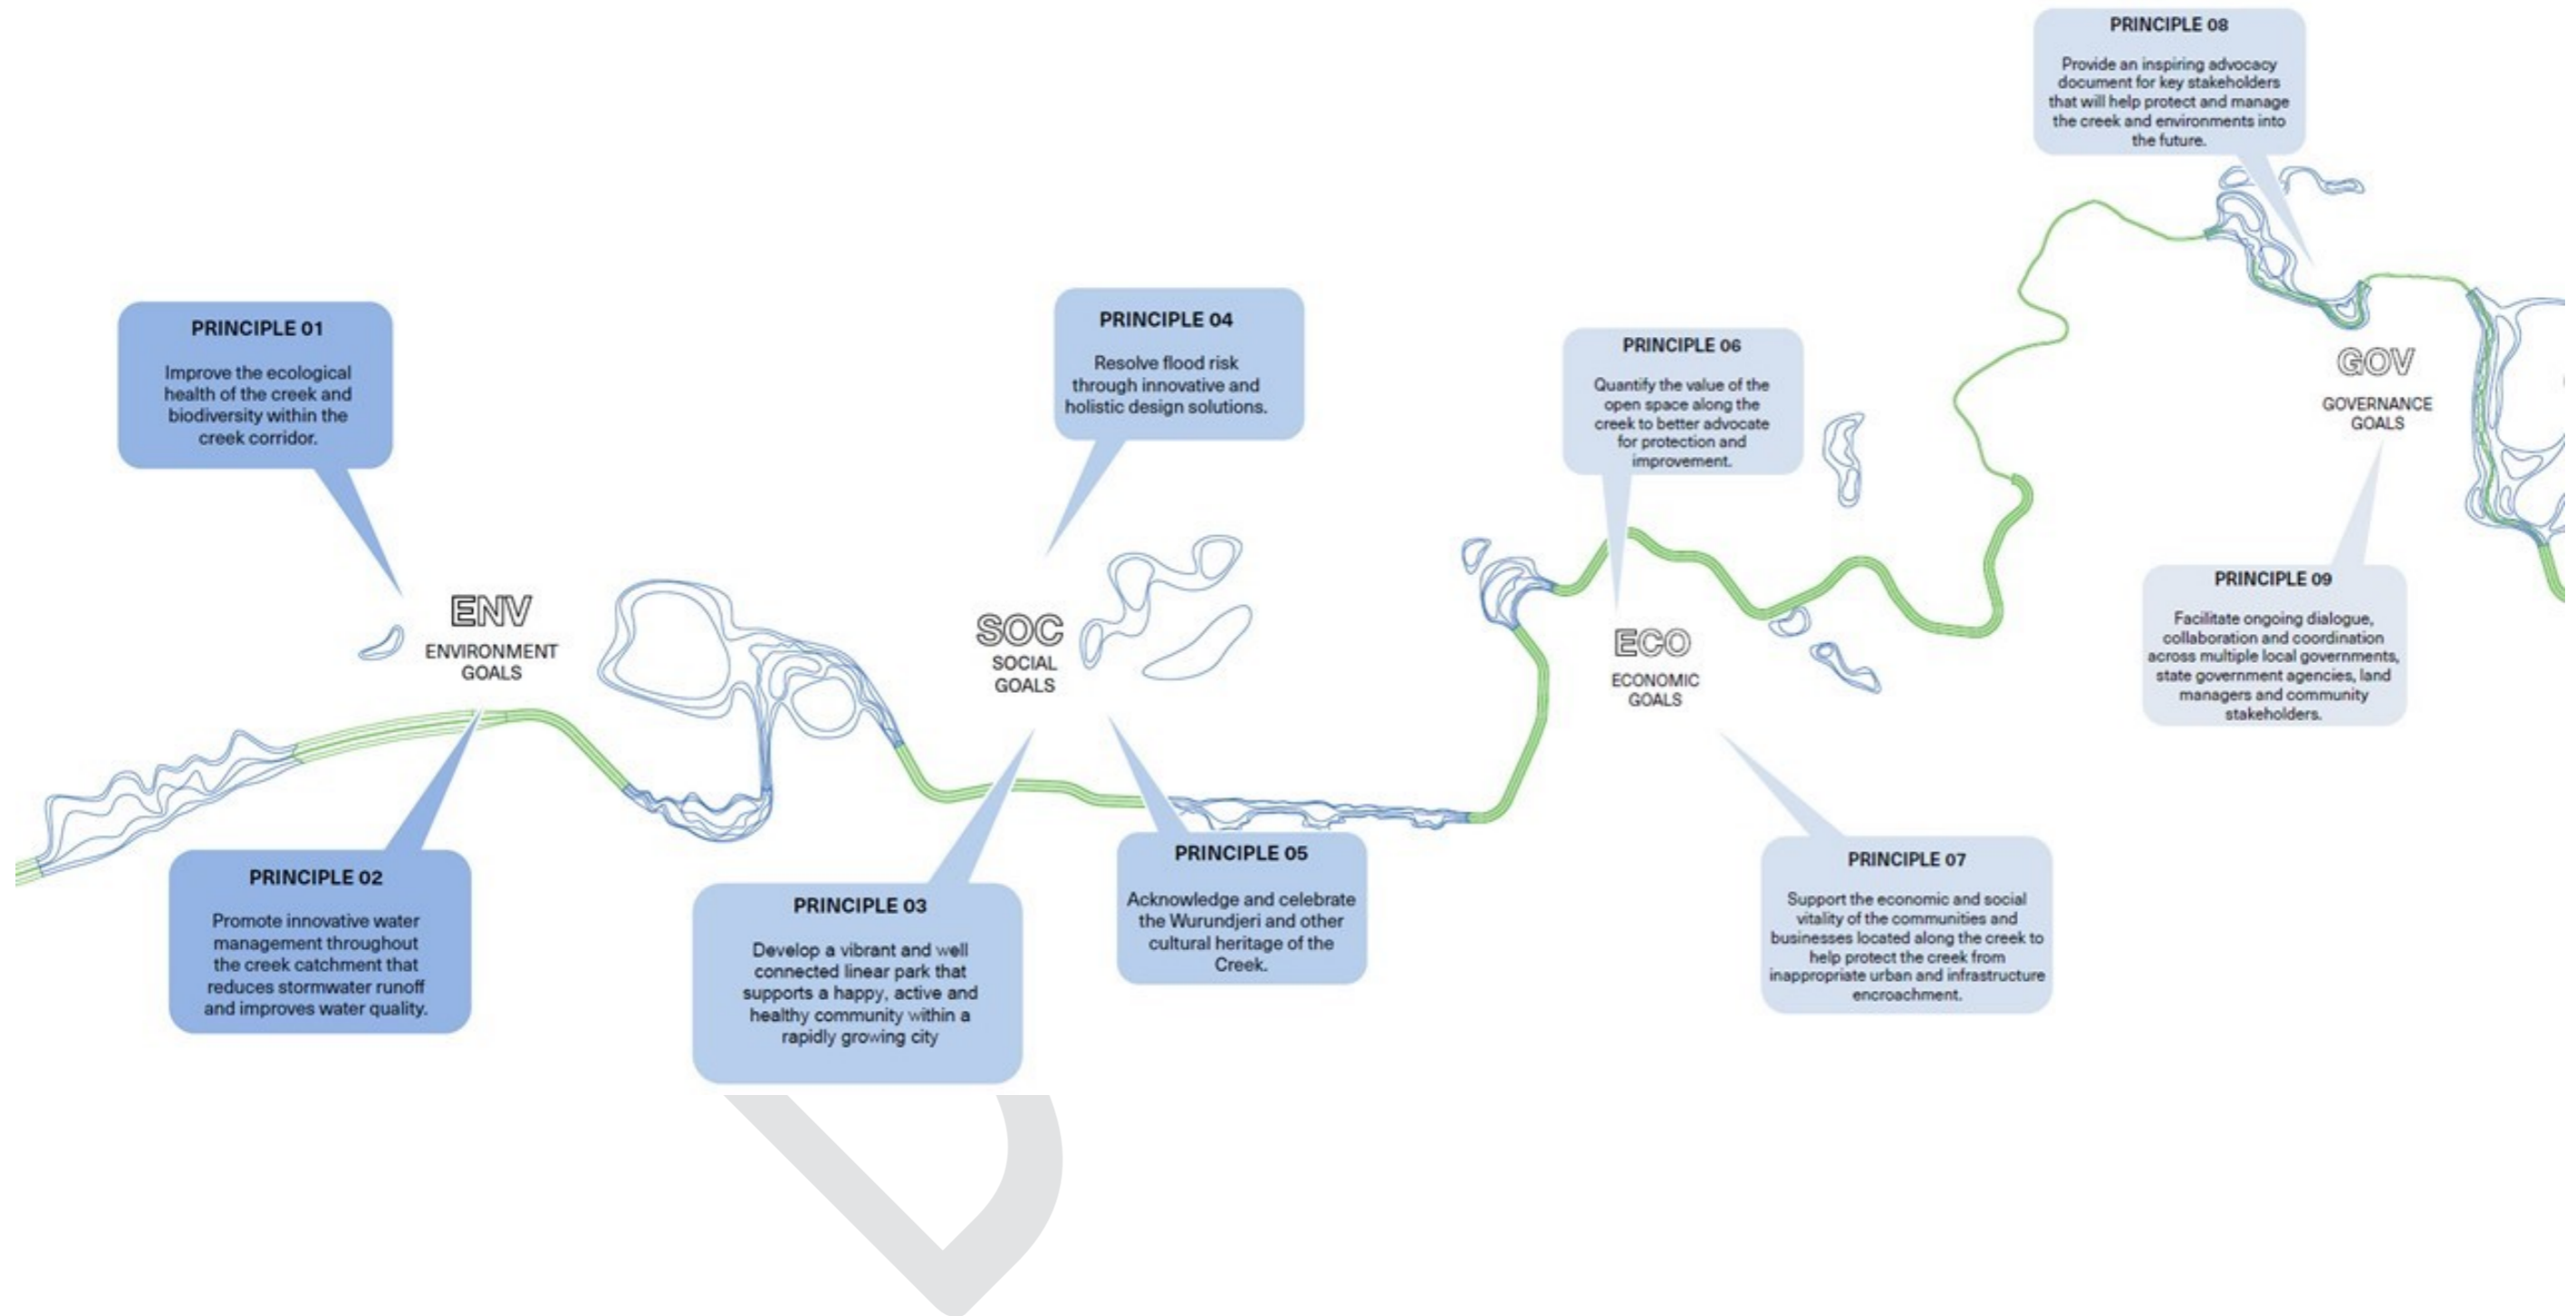 PRINCIPLE 01
Improve the ecological
health of the creek and
biodiversity within the
creek corridor.
ENV
ENVIRONMENT
GOALS
PRINCIPLE 02
Promote innovative water
management throughout
the creek catchment that
reduces stormwater runoff
and improves water quality.
PRINCIPLE 03
Develop a vibrant and well
connected linear park that
supports a happy, active and
healthy community within a
rapidly growing city
PRINCIPLE 04
Resolve flood risk
through innovative and
holistic design solutions.
SOC
SOCIAL
GOALS
PRINCIPLE 05
Acknowledge and celebrate
the Wurundjeri and other
cultural heritage of the
Creek.
PRINCIPLE 06
Quantify the value of the
open space along the
creek to better advocate
for protection and
improvement.
ECO
ECONOMIC
GOALS
PRINCIPLE 07
Support the economic and social
vitality of the communities and
businesses located along the creek to
help protect the creek from
inappropriate urban and infrastructure
encroachment.
PRINCIPLE 08
Provide an inspiring advocacy
document for key stakeholders
that will help protect and manage
the creek and environments into
the future.
GOV
GOVERNANCE
GOALS
PRINCIPLE 09
Facilitate ongoing dialogue,
collaboration and coordination
across multiple local governments,
state government agencies, land
managers and community
stakeholders.